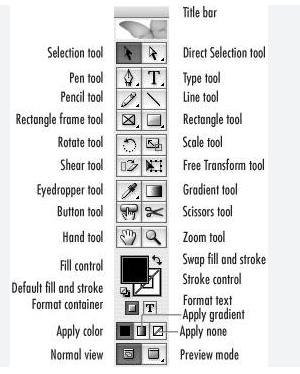 Title bar
Selection tool Direct Selection tool
Pen tool T Type tool
Pencil tool Line tool
Rectangle frame tool Rectangle tool
Rotate tool Scale tool
Shear tool Free Transform tool
Eyedropper tool Gradient tool
Button tool Scissors tool
Hand tool Zoom tool
Fill control Swap fill and stroke
Stroke control
Default fill and stroke
Format container T Format text
Apply gradient
Apply color Apply none
Normal view Preview mode